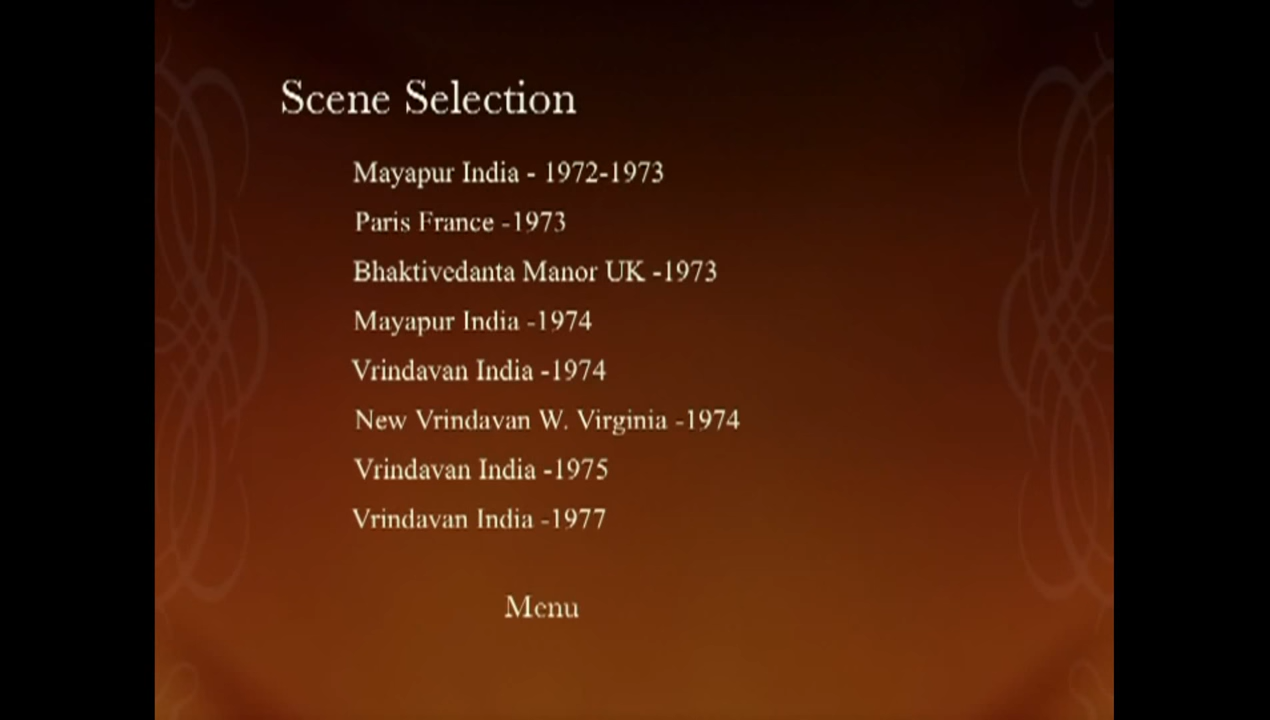 Scene Selection
Mayapur India - 1972-1973
Paris France -1973
Bhaktivedanta Manor UK -1973
Mayapur India -1974
Vrindavan India -1974
New Vrindavan W. Virginia -1974
Vrindavan India -1975
Vrindavan India -1977
Menu